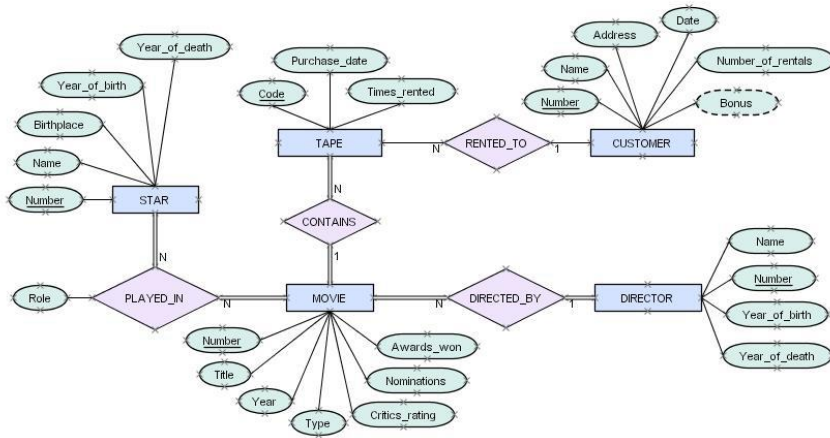 Year_of_death
Year_of_birth
Birthplace
Name
Number
STAR
Purchase_date
Code
Times_rented
TAPE
N
RENTED_TO
1
CUSTOMER
Address
Date
Name
Number_of_rentals
Number
Bonus
N
CONTAINS
1
N
Role
PLAYED_IN
N
MOVIE
N
DIRECTED_BY
1
DIRECTOR
Name
Number
Year_of_birth
Year_of_death
Number
Title
Year
Type
Critics_rating
Nominations
Awards_won